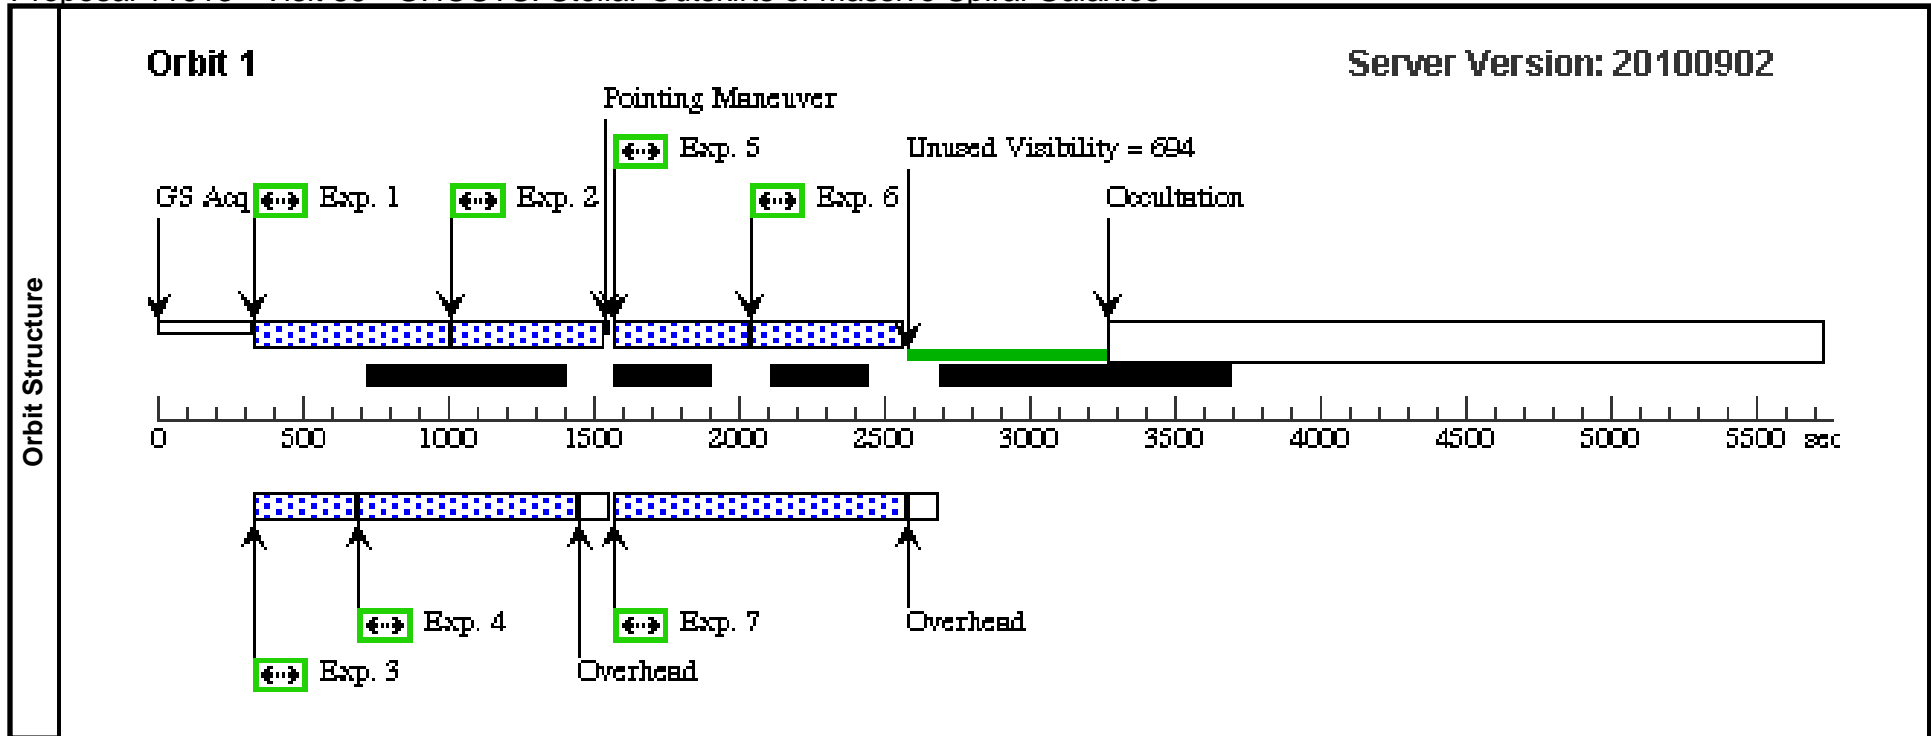 Orbit 1
Server Version: 20100902
Pointing Maneuver
Exp. 5
Unused Visibility = 694
GS Acq
Exp. 1
Exp. 2
Exp. 6
Occultation
Orbit Structure
0 500 1000 1500 2000 2500 3000 3500 4000 4500 5000 5500 sec
Exp. 4
Exp. 7
Overhead
Exp. 3
Overhead